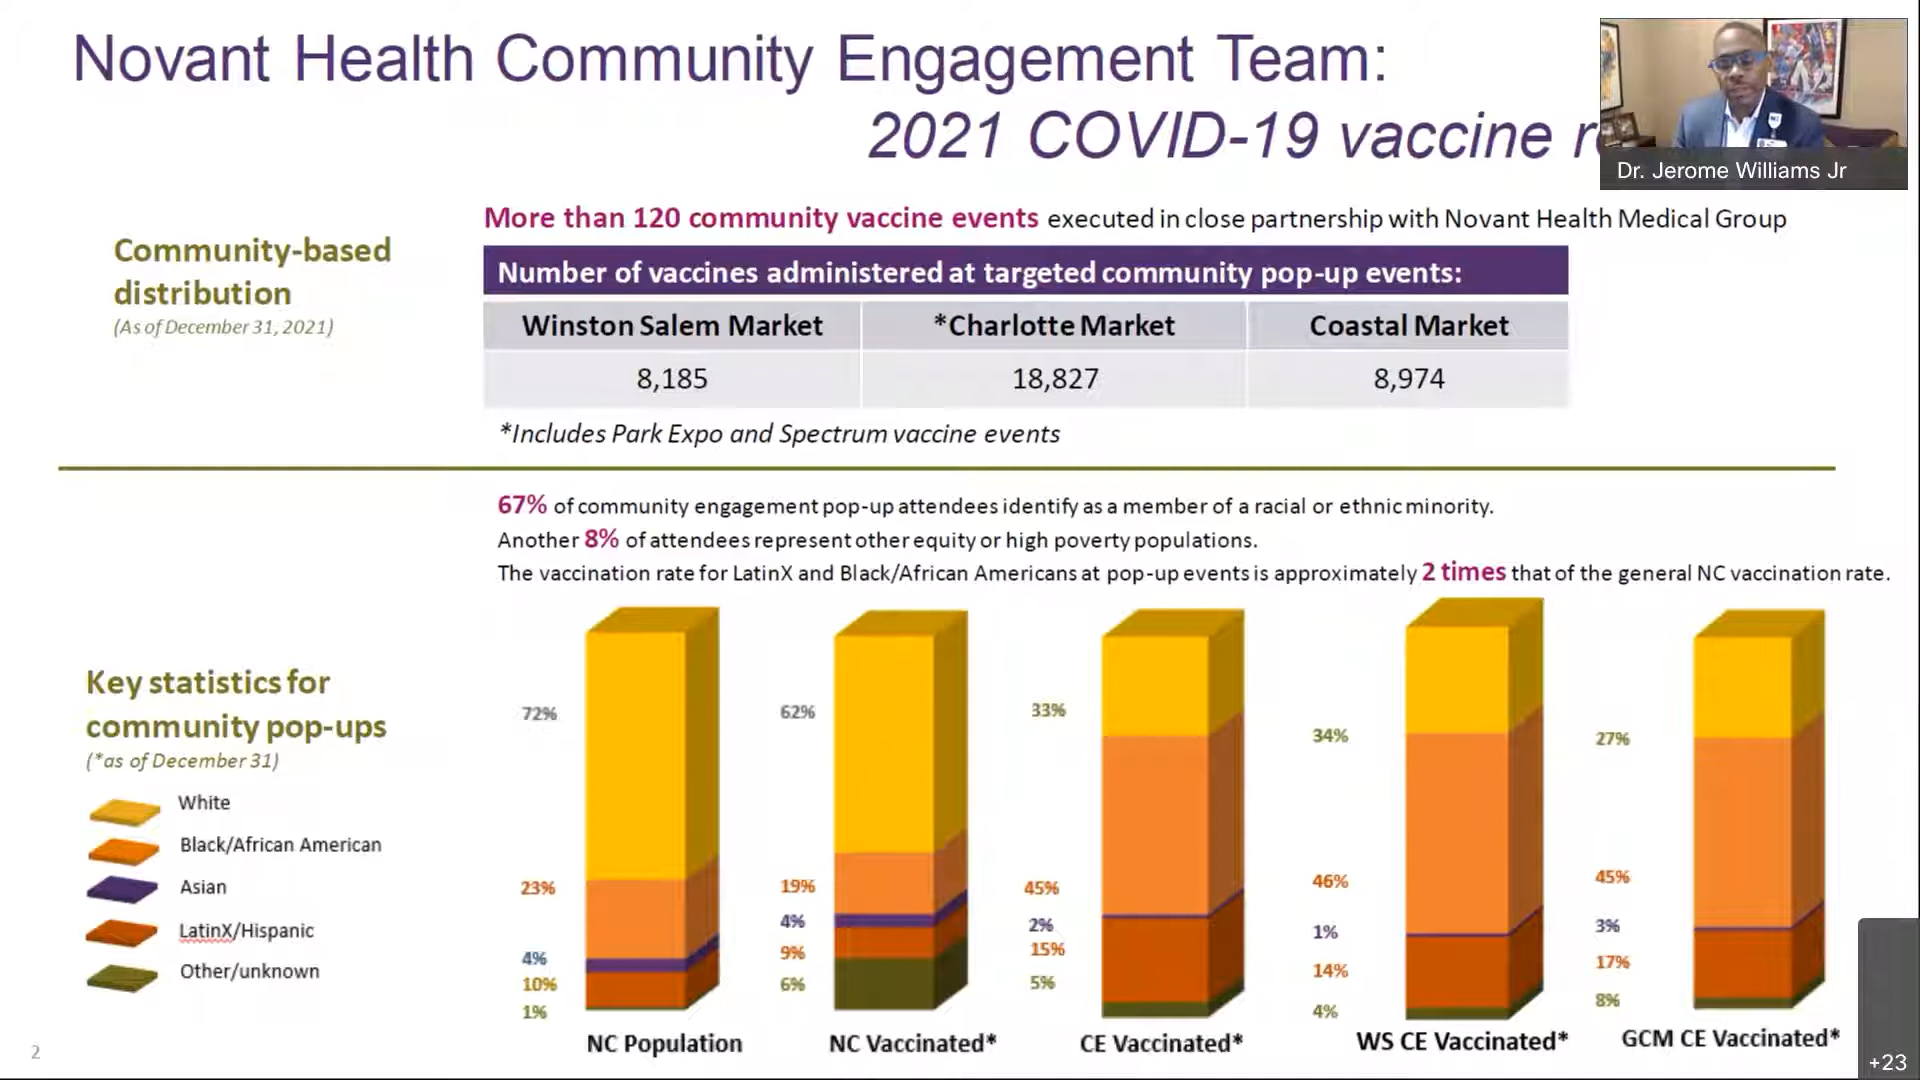 Novant Health Community Engagement Team:
2021 COVID-19 vaccine
Dr. Jerome Williams Jr
More than 120 community vaccine events executed in close partnership with Novant Health Medical Group
Community-based
distribution
(As of December 31, 2021)
Number of vaccines administered at targeted community pop-up events:
Winston Salem Market *Charlotte Market Coastal Market
8,185 18,827 8,974
*Includes Park Expo and Spectrum vaccine events
67% of community engagement pop-up attendees identify as a member of a racial or ethnic minority.
Another 8% of attendees represent other equity or high poverty populations.
The vaccination rate for LatinX and Black/African Americans at pop-up events is approximately 2 times that of the general NC vaccination rate.
Key statistics for
community pop-ups
(*as of December 31)
White
Black/African American
Asian
LatinX/Hispanic
Other/unknown
72%
23%
4%
10%
1%
NC Population
62%
19%
4%
9%
6%
NC Vaccinated*
33%
45%
2%
15%
5%
CE Vaccinated*
34%
46%
1%
14%
4%
WS CE Vaccinated*
27%
45%
3%
17%
8%
GCM CE Vaccinated*
2
+23